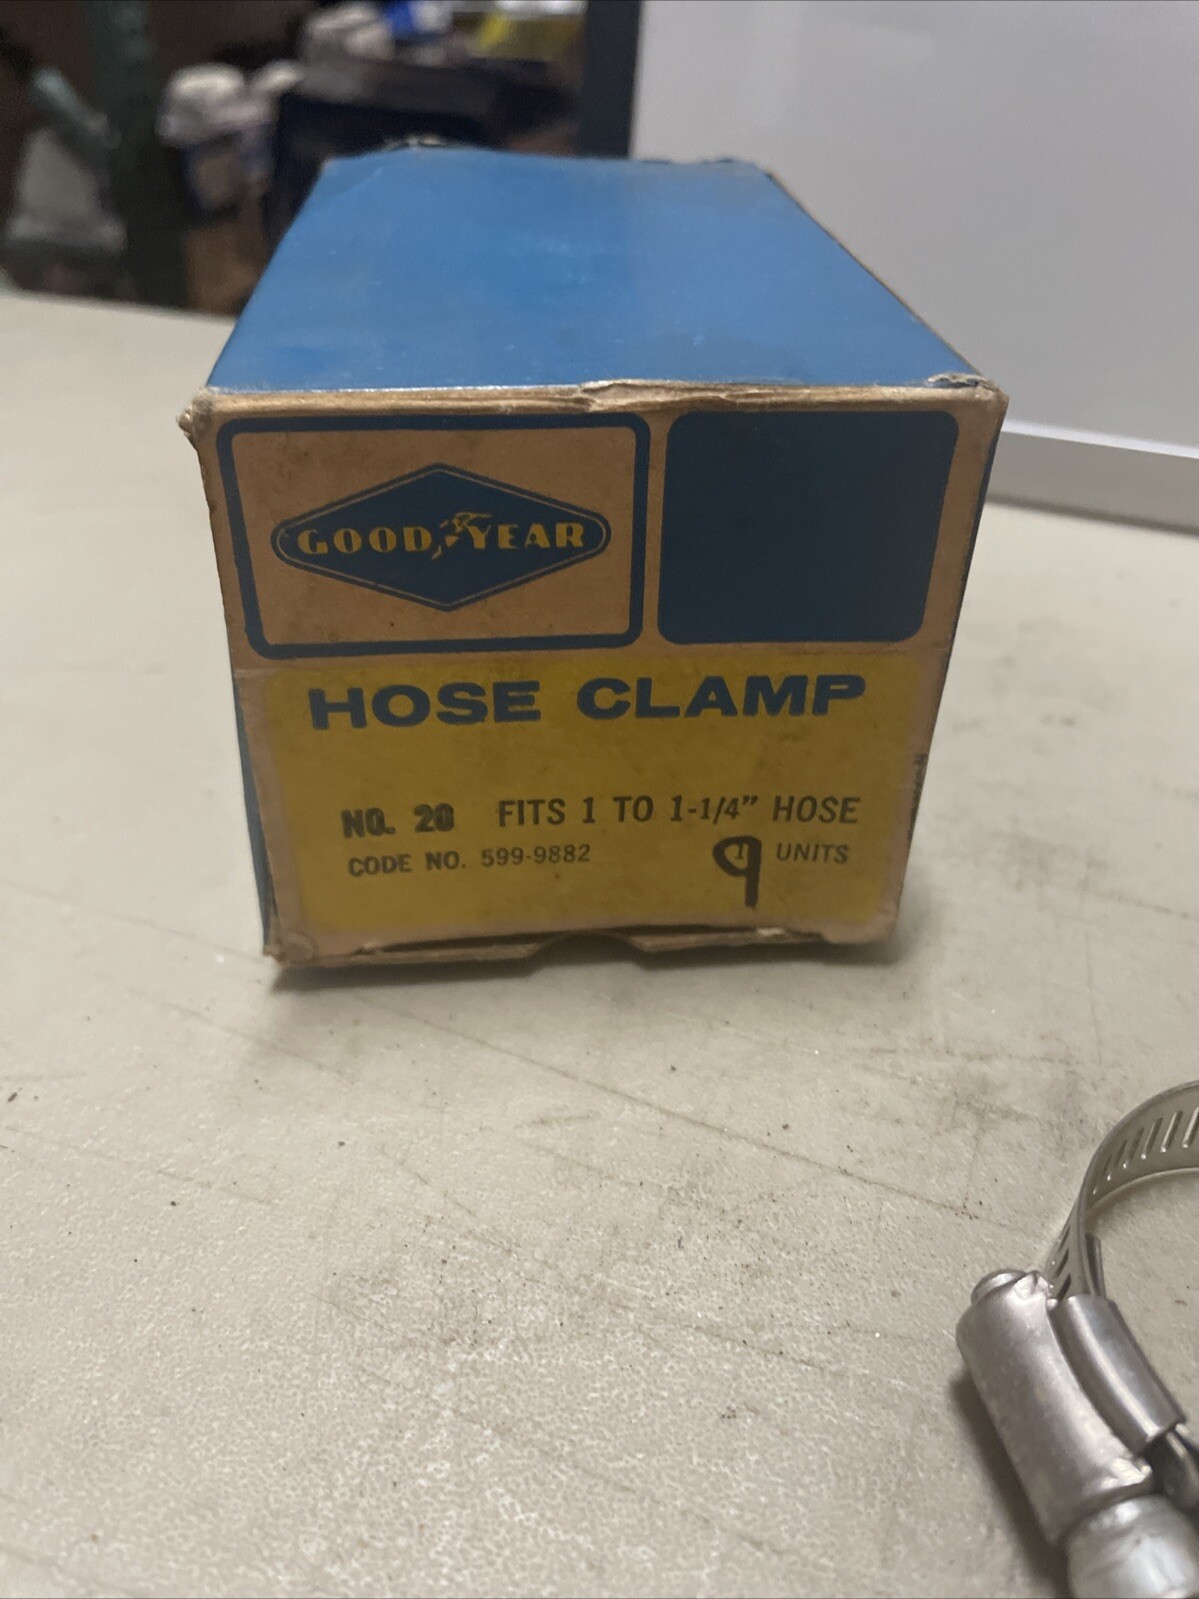 GOODYEAR
HOSE CLAMP
NO. 20 FITS 1 TO 1-1/4" HOSE
CODE NO. 599-9882 9 UNITS